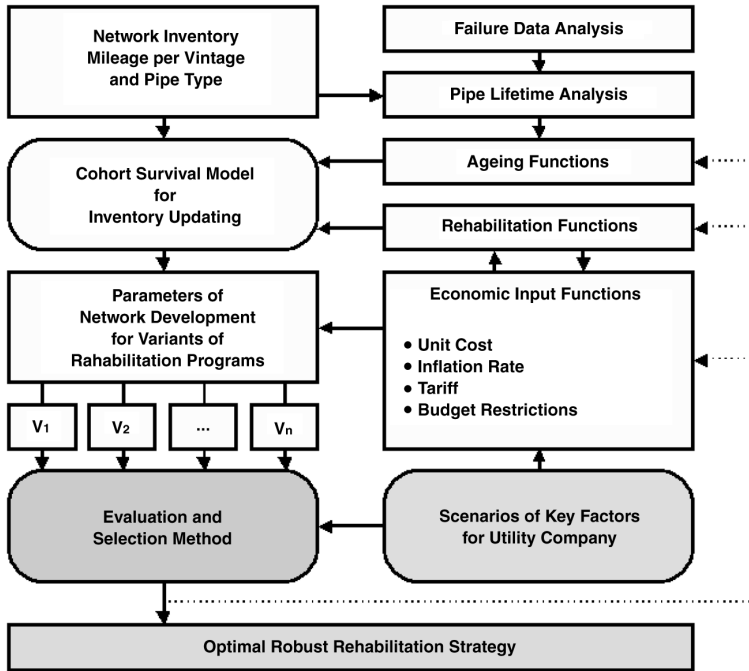 Network Inventory
Mileage per Vintage
and Pipe Type
Failure Data Analysis
Pipe Lifetime Analysis
Ageing Functions
Cohort Survival Model
for
Inventory Updating
Rehabilitation Functions
Parameters of
Network Development
for Variants of
Rahabilitation Programs
Economic Input Functions
• Unit Cost
• Inflation Rate
• Tariff
• Budget Restrictions
V1
V2
...
Vn
Evaluation and
Selection Method
Scenarios of Key Factors
for Utility Company
Optimal Robust Rehabilitation Strategy